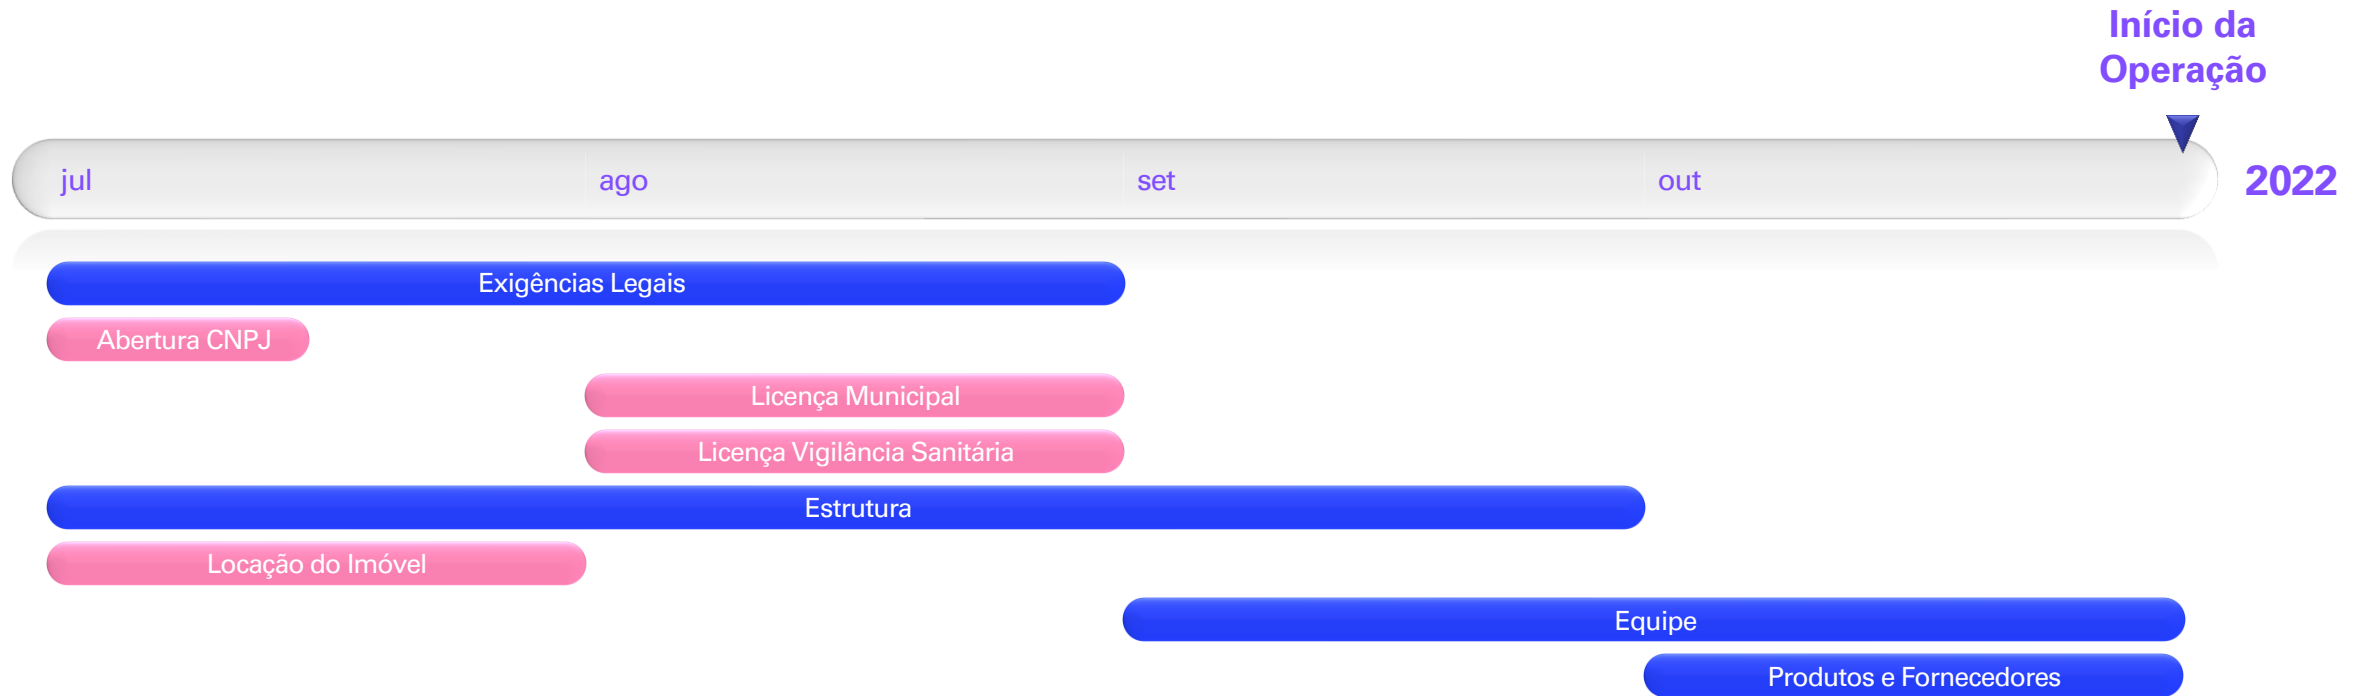 Início da
Operação
jul
ago
set
out
2022
Exigências Legais
Abertura CNPJ
Licença Municipal
Licença Vigilância Sanitária
Estrutura
Locação do Imóvel
Equipe
Produtos e Fornecedores